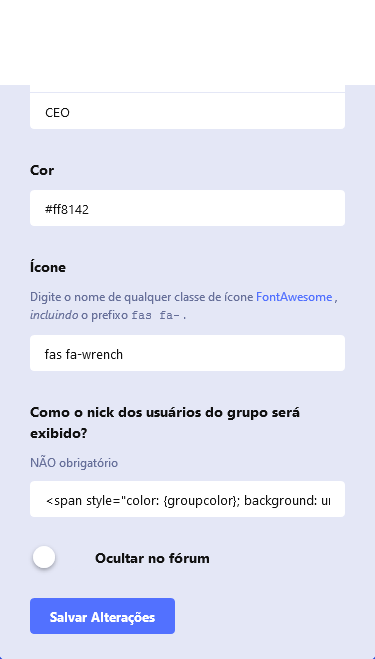 CEO
Cor
#ff8142
Ícone
Digite o nome de qualquer classe de ícone FontAwesome ,
incluindo o prefixo fas fa- .
fas fa-wrench
Como o nick dos usuários do grupo será
exibido?
NÃO obrigatório
<span style="color: {groupcolor}; background: ur
Ocultar no fórum
Salvar Alterações